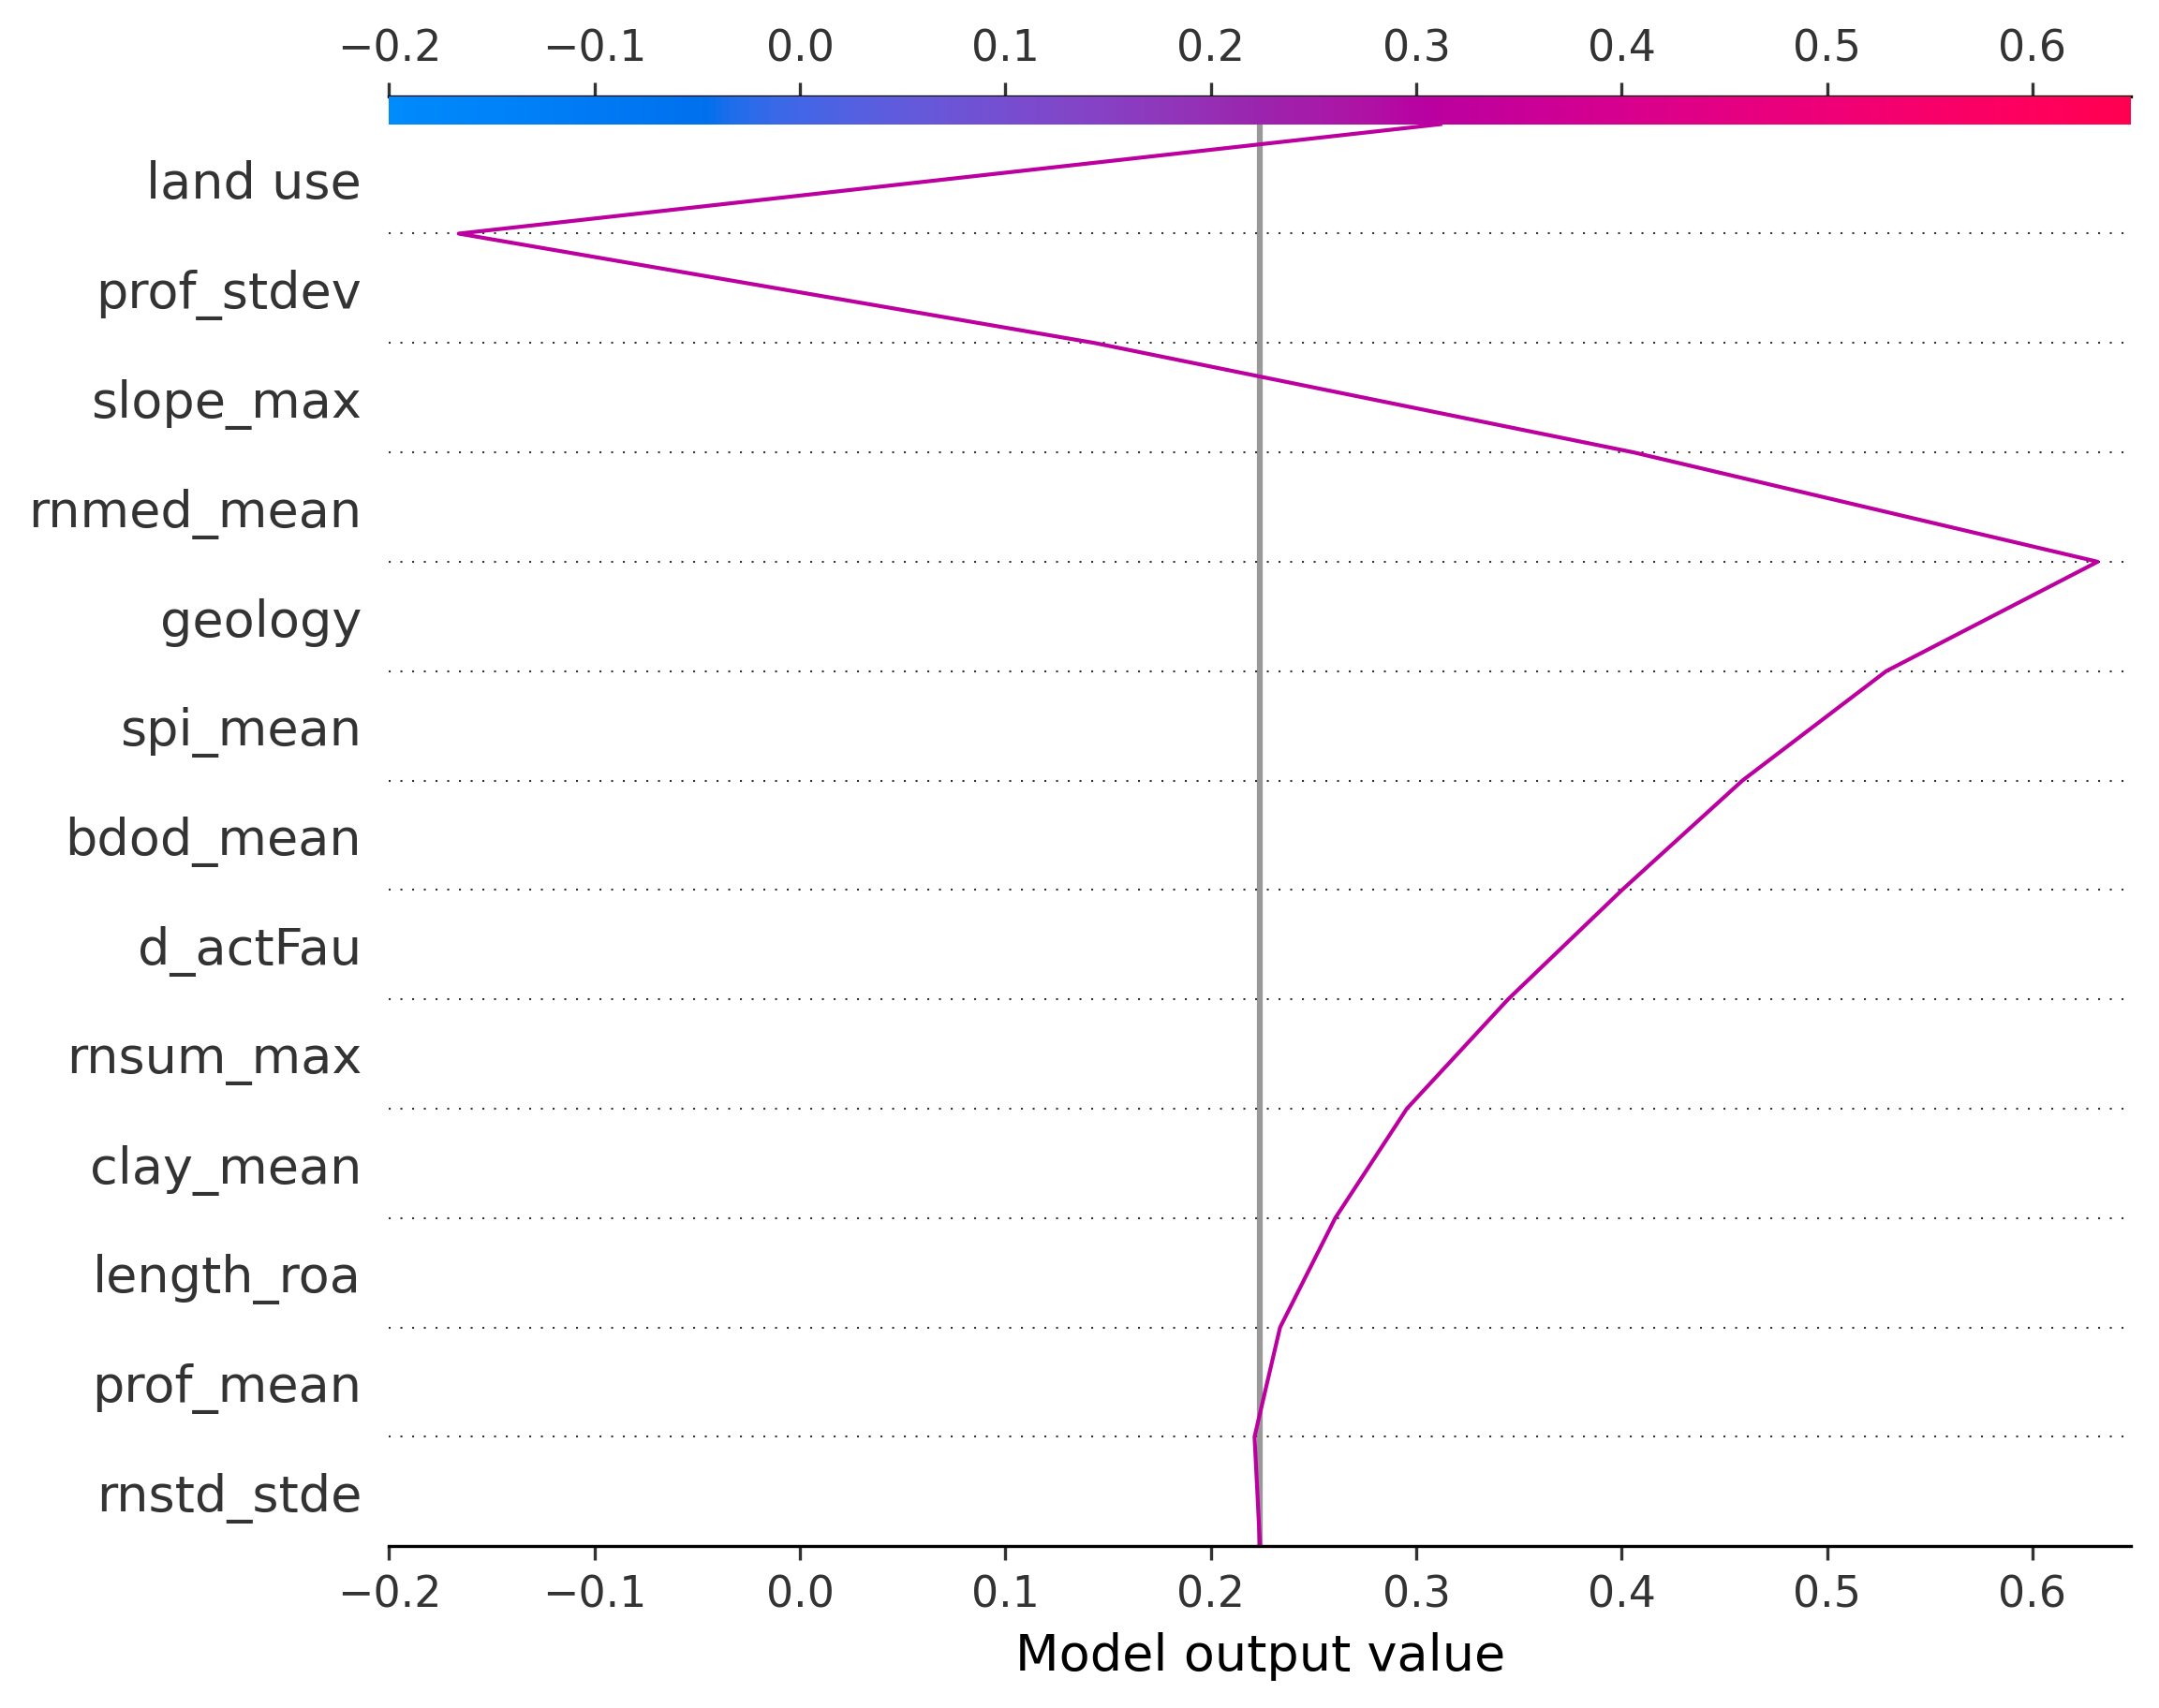 −0.2 −0.1 0.0 0.1 0.2 0.3 0.4 0.5 0.6
land use
prof_stdev
slope_max
rnmed_mean
geology
spi_mean
bdod_mean
d_actFau
rnsum_max
clay_mean
length_roa
prof_mean
rnstd_stde
−0.2 −0.1 0.0 0.1 0.2 0.3 0.4 0.5 0.6
Model output value